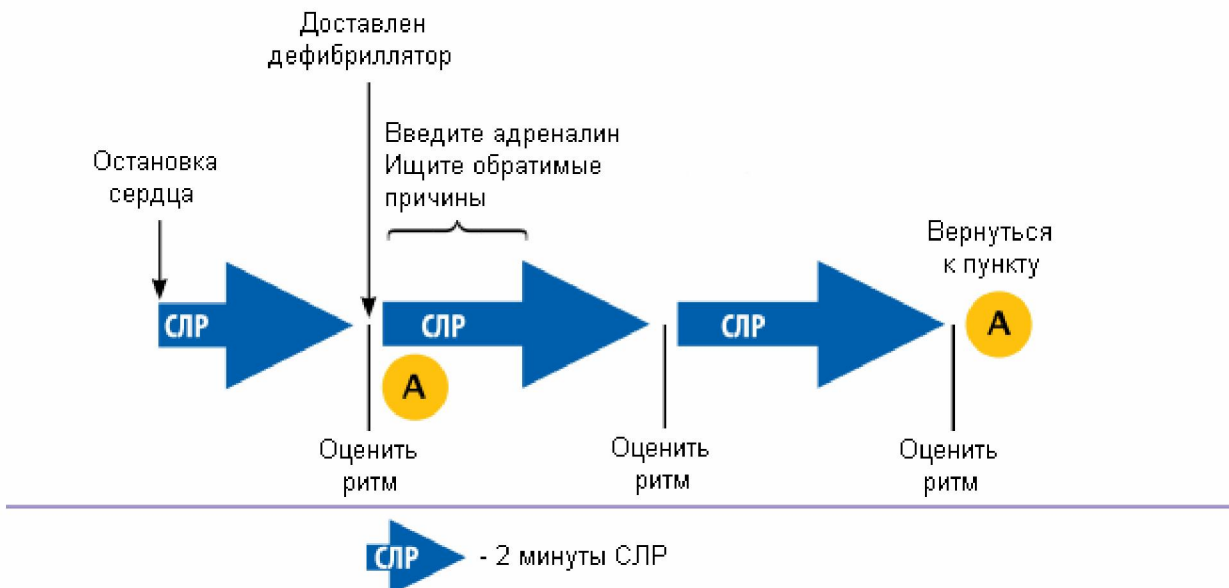 Доставлен
дефибриллятор
Введите адреналин
Ищите обратимые
причины
Остановка
сердца
Вернуться
к пункту
СЛР
СЛР
СЛР
А
А
Оценить
ритм
Оценить
ритм
Оценить
ритм
СЛР - 2 минуты СЛР